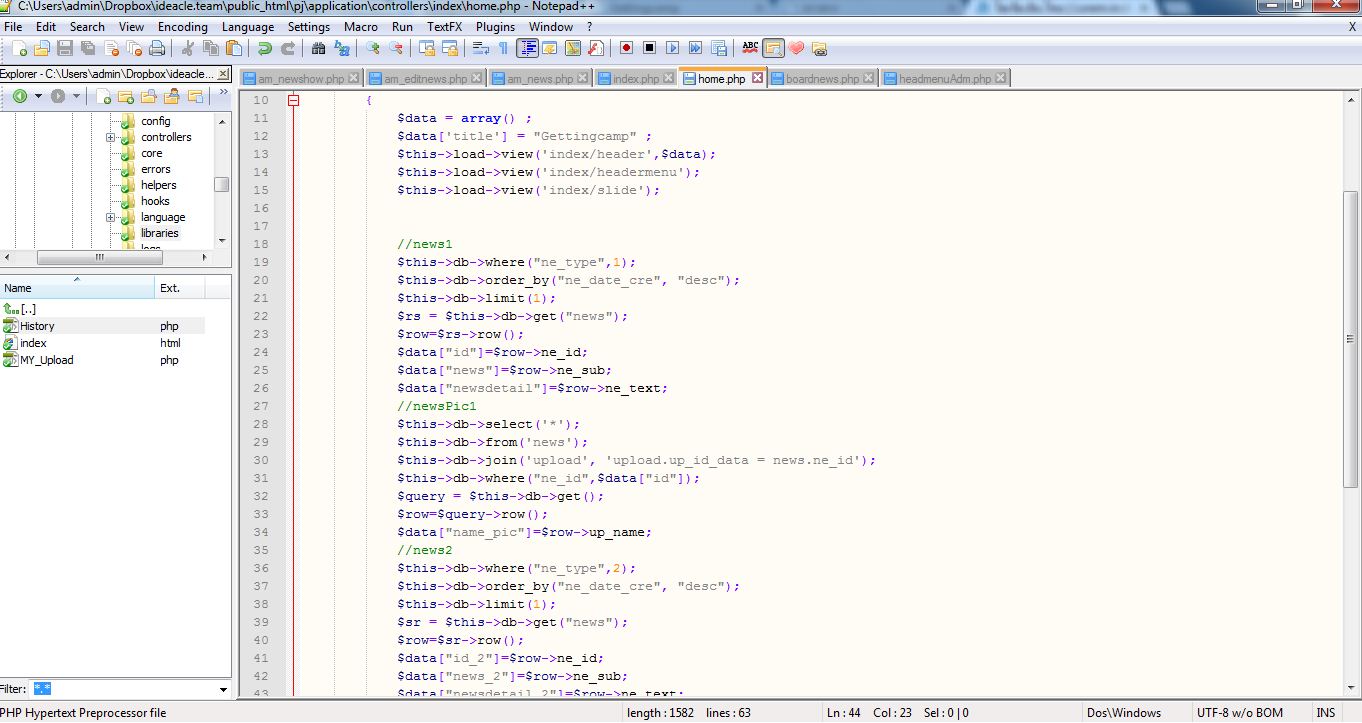 C:\Users\admin\Dropbox\ideacle.team\public_html\pj\application\controllers\index\home.php - Notepad++
File Edit Search View Encoding Language Settings Macro Run TextFX Plugins Window ? X
Explorer - C:\Users\admin\Dropbox\ideacle...
am_newshow.php am_editnews.php am_news.php index.php home.php boardnews.php headmenuAdm.php
config
controllers
core
errors
helpers
hooks
language
libraries
logs
Name Ext.
[..]
History php
index html
MY_Upload php
Filter: *.*
10 {
11 $data = array() ;
12 $data['title'] = "Gettingcamp" ;
13 $this->load->view('index/header',$data);
14 $this->load->view('index/headermenu');
15 $this->load->view('index/slide');
16
17
18 //news1
19 $this->db->where("ne_type",1);
20 $this->db->order_by("ne_date_cre", "desc");
21 $this->db->limit(1);
22 $rs = $this->db->get("news");
23 $row=$rs->row();
24 $data["id"]=$row->ne_id;
25 $data["news"]=$row->ne_sub;
26 $data["newsdetail"]=$row->ne_text;
27 //newsPic1
28 $this->db->select('*');
29 $this->db->from('news');
30 $this->db->join('upload', 'upload.up_id_data = news.ne_id');
31 $this->db->where("ne_id",$data["id"]);
32 $query = $this->db->get();
33 $row=$query->row();
34 $data["name_pic"]=$row->up_name;
35 //news2
36 $this->db->where("ne_type",2);
37 $this->db->order_by("ne_date_cre", "desc");
38 $this->db->limit(1);
39 $sr = $this->db->get("news");
40 $row=$sr->row();
41 $data["id_2"]=$row->ne_id;
42 $data["news_2"]=$row->ne_sub;
43 $data["newsdetail_2"]=$row->ne_text;
PHP Hypertext Preprocessor file length : 1582 lines : 63 Ln : 44 Col : 23 Sel : 0 | 0 Dos\Windows UTF-8 w/o BOM INS